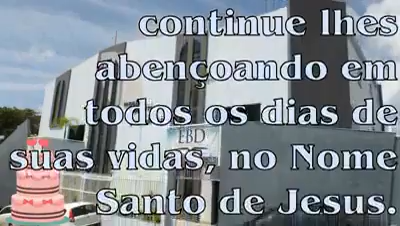 continue lhes
abençoando em
todos os dias de
EBD
suas vidas, no Nome
Santo de Jesus.